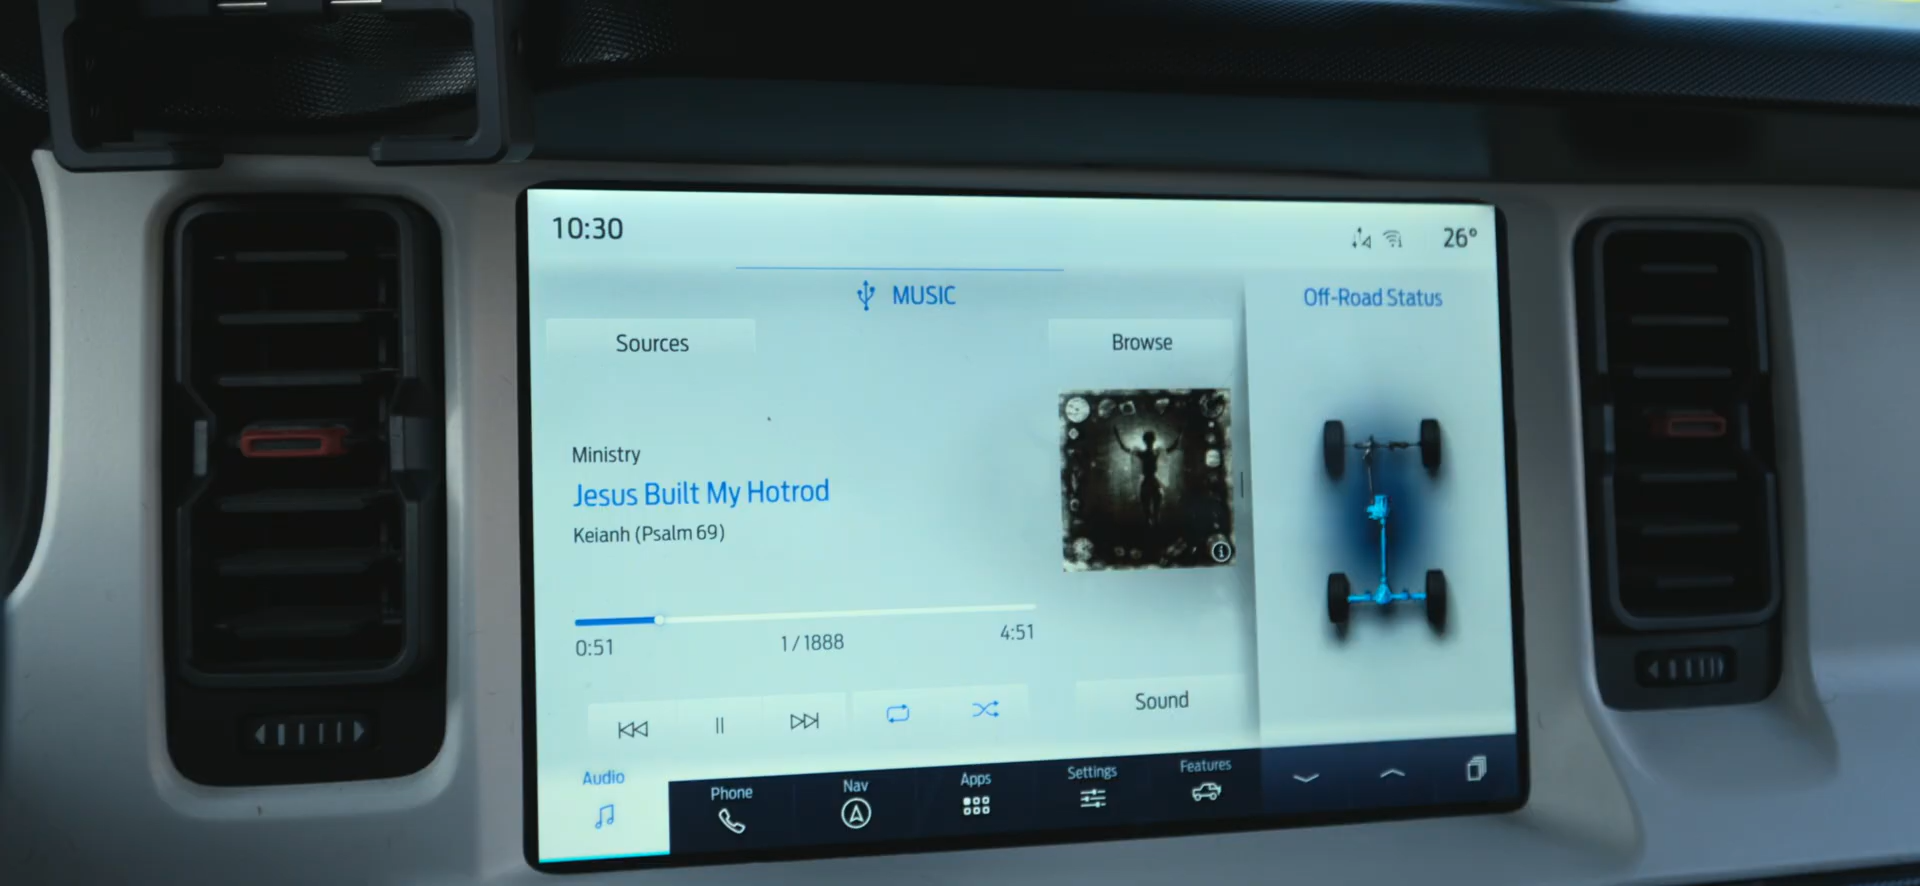 10:30
26°
MUSIC
Off-Road Status
Sources
Browse
Ministry
Jesus Built My Hotrod
Keianh (Psalm 69)
0:51
1/1888
4:51
Sound
Audio
Phone
Nav
Apps
Settings
Features